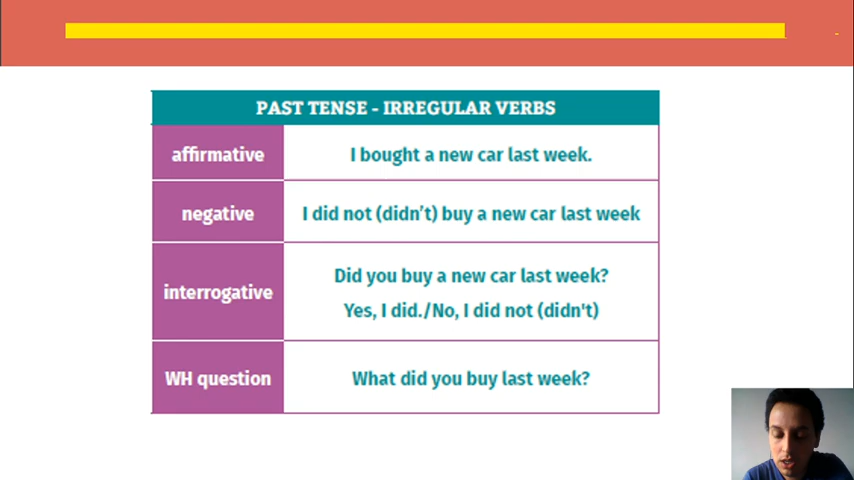 PAST TENSE - IRREGULAR VERBS
affirmative
I bought a new car last week.
negative
I did not (didn't) buy a new car last week
interrogative
Did you buy a new car last week?
Yes, I did./No, I did not (didn't)
WH question
What did you buy last week?